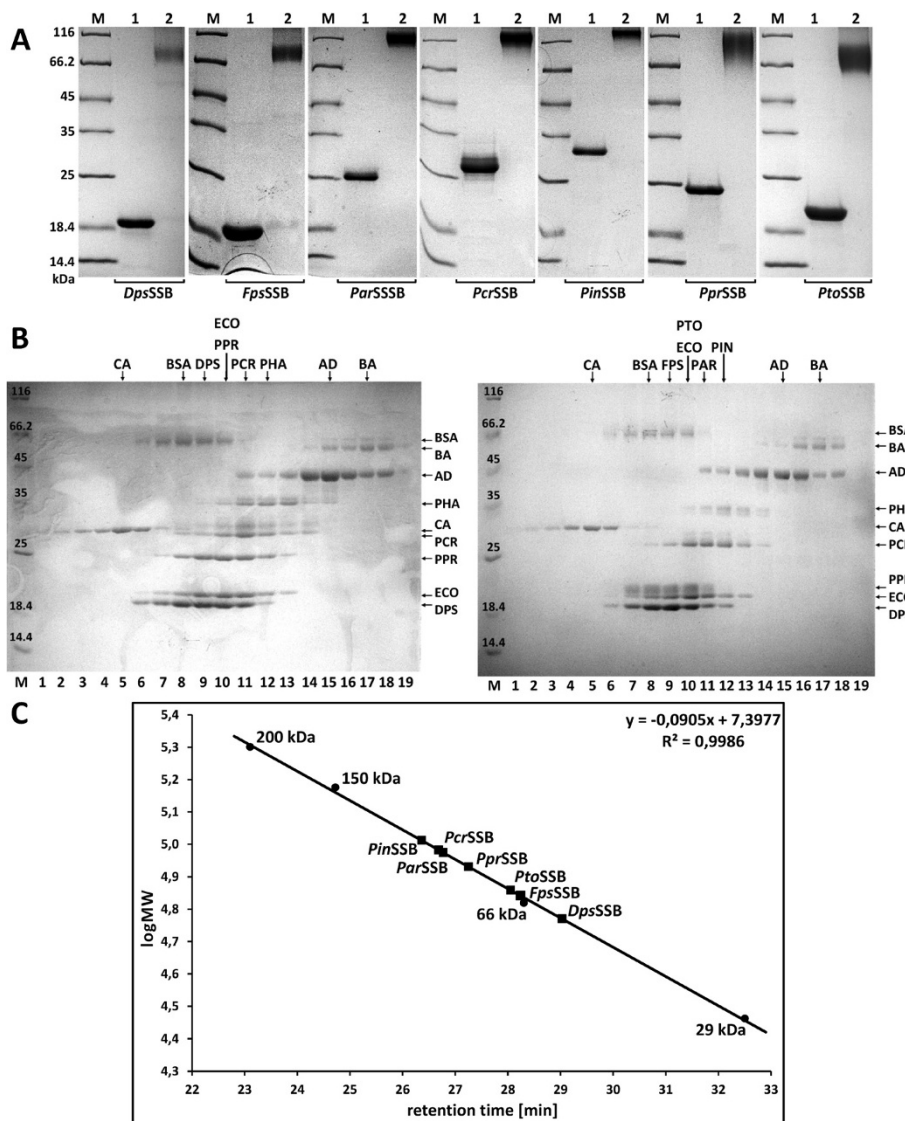 M 1 2 M 1 2 M 1 2 M 1 2 M 1 2 M 1 2 M 1 2
A
116
66.2
45
35
25
18.4
14.4
kDa
DpsSSB FpsSSB ParSSSB PcrSSB PinSSB PprSSB PtoSSB
B
ECO
PPR
CA BSA DPS PCR PHA AD BA
116
66.2
45
35
25
18.4
14.4
BSA
BA
AD
PHA
CA
PCR
PPR
ECO
DPS
M 1 2 3 4 5 6 7 8 9 10 11 12 13 14 15 16 17 18 19
PTO
ECO PIN
CA BSA FPS PAR AD BA
116
66.2
45
35
25
18.4
14.4
BSA
BA
AD
PH
CA
PC
PP
ECO
DP
M 1 2 3 4 5 6 7 8 9 10 11 12 13 14 15 16 17 18 19
C
y = -0,0905x + 7,3977
R² = 0,9986
5,4
5,3
5,2
5,1
5,0
4,9
4,8
4,7
4,6
4,5
4,4
4,3
logMW
200 kDa
150 kDa
PcrSSB
PinSSB
ParSSB
PprSSB
PtoSSB
FpsSSB
66 kDa
DpsSSB
29 kDa
22 23 24 25 26 27 28 29 30 31 32 33
retention time [min]